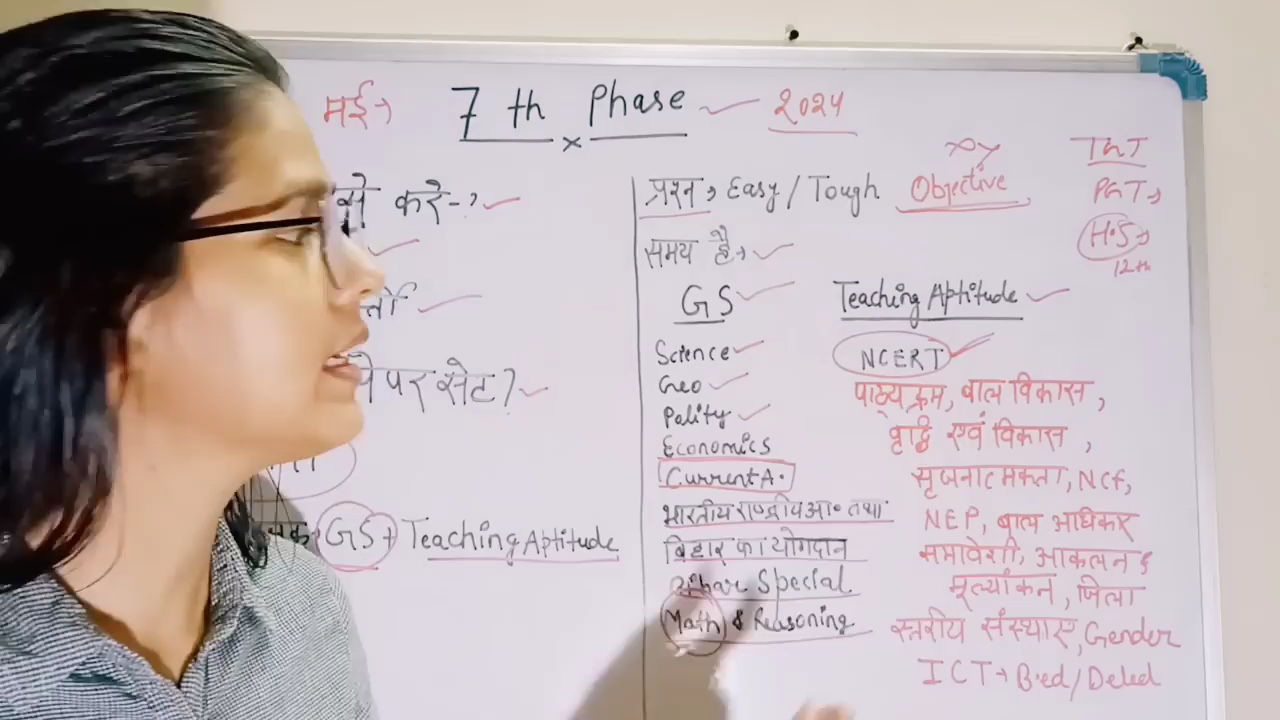 मई→ 7th Phase 2024
से करे-?
पर सेट?
GS + Teaching Aptitude
प्रश्न→ Easy / Tough Objective
समय है→
GS
Science
Geo
Polity
Economics
Current A.
भारतीय राष्ट्रीय आ० तथा
बिहार का योगदान
Bihar Special
Math & Reasoning
TGT
PGT→
H.S→
12th
Teaching Aptitude
NCERT
पाठ्यक्रम, बाल विकास,
वृद्धि एवं विकास,
सृजनात्मकता, NCf,
NEP, बाल अधिकार
समावेशी, आकलन &
मूल्यांकन, जिला
स्तरीय संस्थाए, Gender
ICT → B.ed/Deled